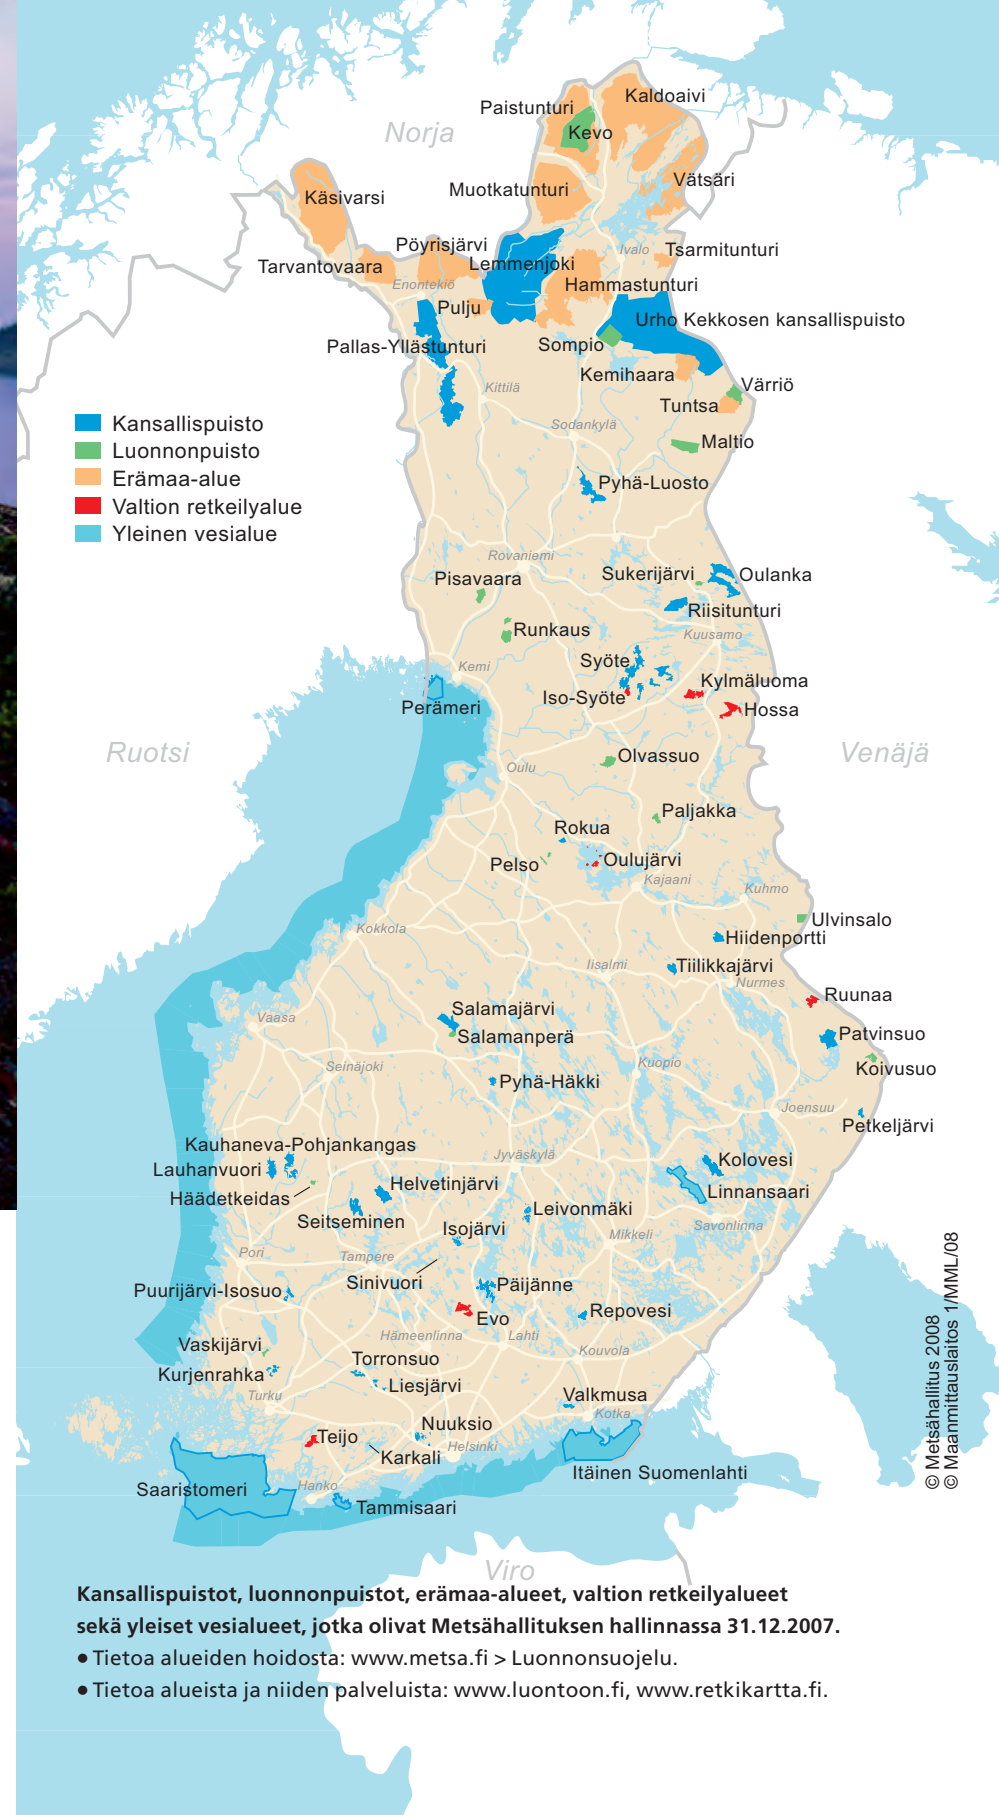 Kaldoaivi
Paistunturi
Norja
Kevo
Vätsäri
Muotkatunturi
Käsivarsi
Pöyrisjärvi
Ivalo
Tsarmitunturi
Tarvantovaara
Lemmenjoki
Enontekiö
Hammastunturi
Pulju
Urho Kekkosen kansallispuisto
Pallas-Yllästunturi
Sompio
Kemihaara
Värriö
Kittilä
Tuntsa
Kansallispuisto
Sodankylä
Luonnonpuisto
Maltio
Erämaa-alue
Pyhä-Luosto
Valtion retkeilyalue
Yleinen vesialue
Rovaniemi
Pisavaara
Sukerijärvi
Oulanka
Riisitunturi
Runkaus
Kuusamo
Syöte
Kemi
Kylmäluoma
Iso-Syöte
Perämeri
Hossa
Ruotsi
Venäjä
Olvassuo
Oulu
Paljakka
Rokua
Pelso
Oulujärvi
Kajaani
Kuhmo
Ulvinsalo
Kokkola
Hiidenportti
Iisalmi
Tiilikkajärvi
Nurmes
Ruunaa
Salamajärvi
Vaasa
Salamanperä
Patvinsuo
Seinäjoki
Kuopio
Koivusuo
Pyhä-Häkki
Joensuu
Petkeljärvi
Kauhaneva-Pohjankangas
Jyväskylä
Kolovesi
Lauhanvuori
Helvetinjärvi
Linnansaari
Häädetkeidas
Leivonmäki
Seitseminen
Isojärvi
Savonlinna
Mikkeli
Pori
Tampere
Sinivuori
Päijänne
Puurijärvi-Isosuo
Repovesi
Evo
Hämeenlinna
Lahti
Vaskijärvi
Kouvola
Torronsuo
Kurjenrahka
Liesjärvi
Turku
Valkmusa
Kotka
Nuuksio
Teijo
Helsinki
Karkali
Itäinen Suomenlahti
Hanko
Saaristomeri
Tammisaari
© Metsähallitus 2008
© Maanmittauslaitos 1/MML/08
Viro
Kansallispuistot, luonnonpuistot, erämaa-alueet, valtion retkeilyalueet
sekä yleiset vesialueet, jotka olivat Metsähallituksen hallinnassa 31.12.2007.
● Tietoa alueiden hoidosta: www.metsa.fi > Luonnonsuojelu.
● Tietoa alueista ja niiden palveluista: www.luontoon.fi, www.retkikartta.fi.